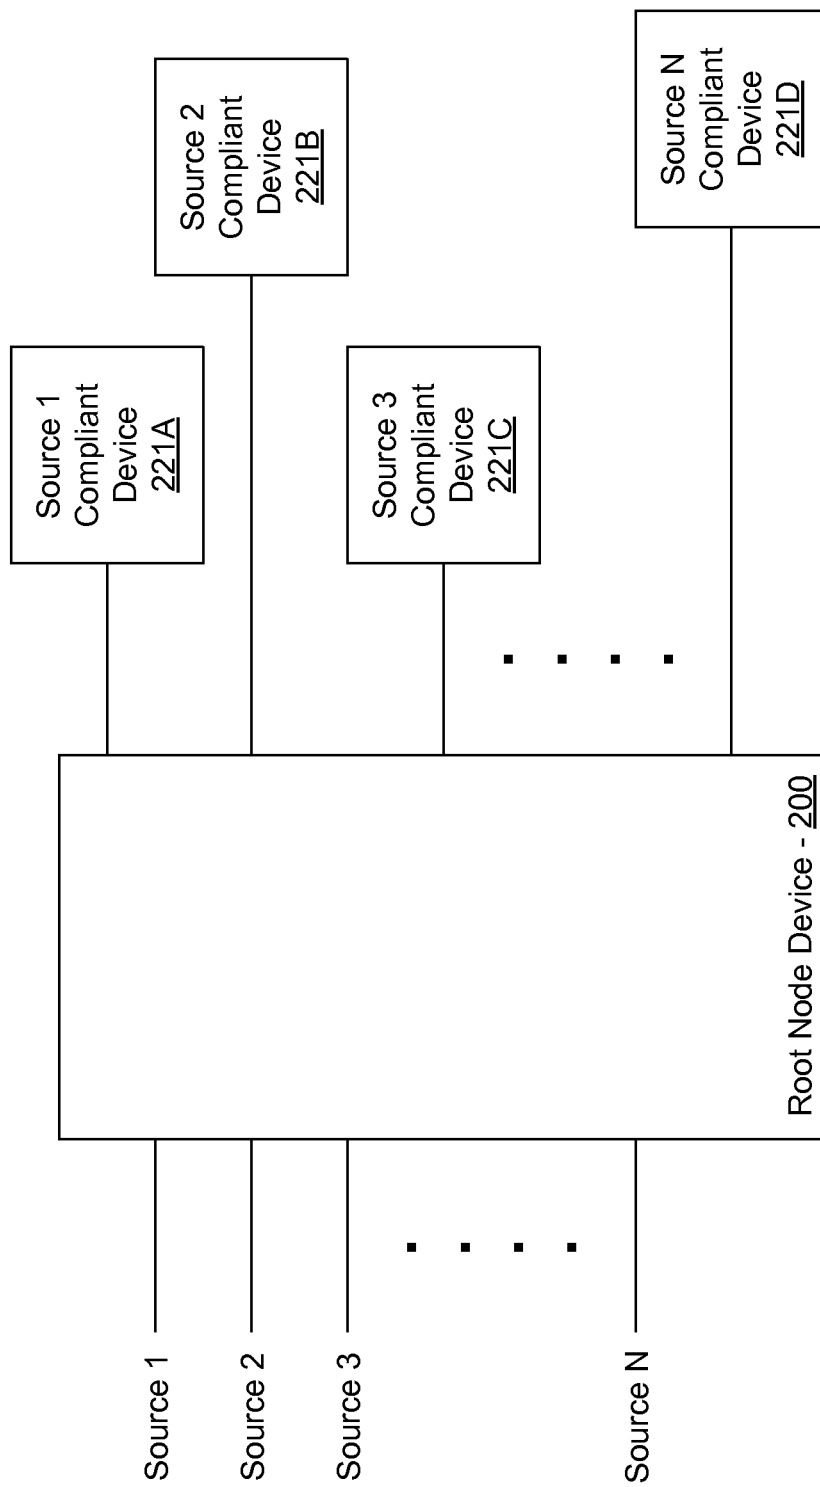 Source 1
Source 2
Source 3
Source N
Root Node Device - 200
Source 1
Compliant
Device
221A
Source 2
Compliant
Device
221B
Source 3
Compliant
Device
221C
Source N
Compliant
Device
221D